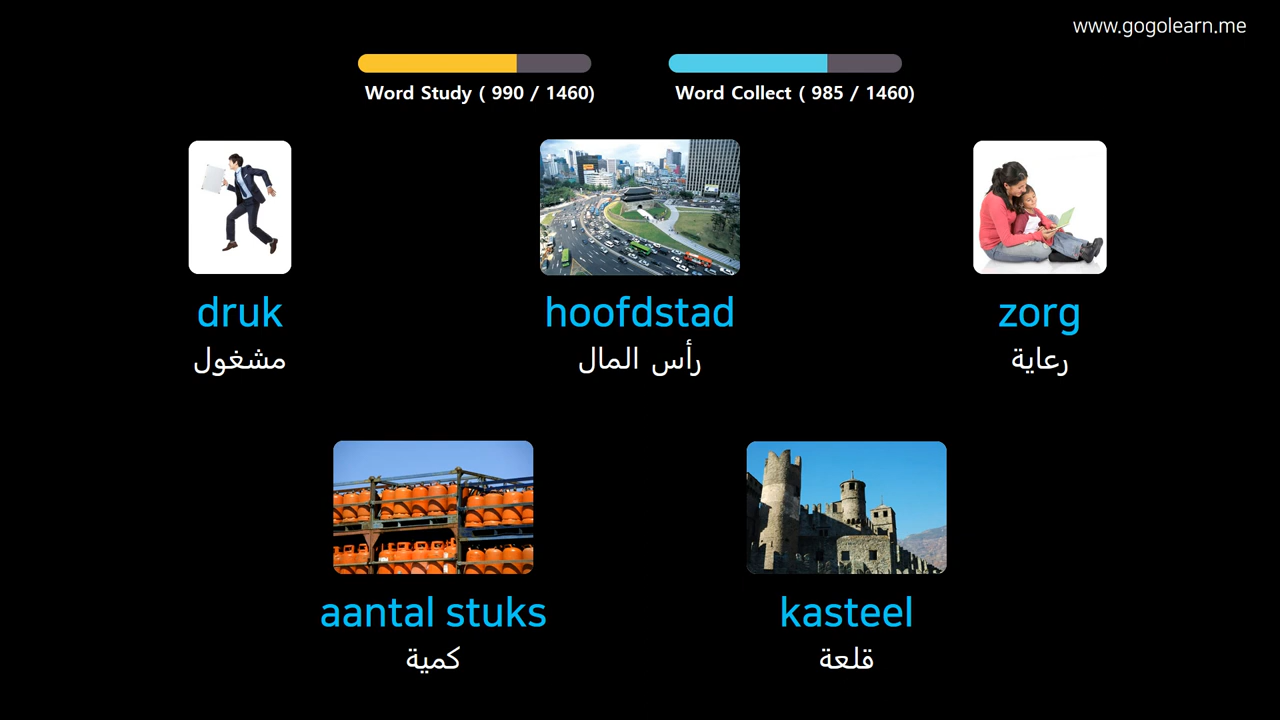 www.gogolearn.me
Word Study ( 990 / 1460)
Word Collect ( 985 / 1460)
druk
مشغول
hoofdstad
رأس المال
zorg
رعاية
aantal stuks
كمية
kasteel
قلعة